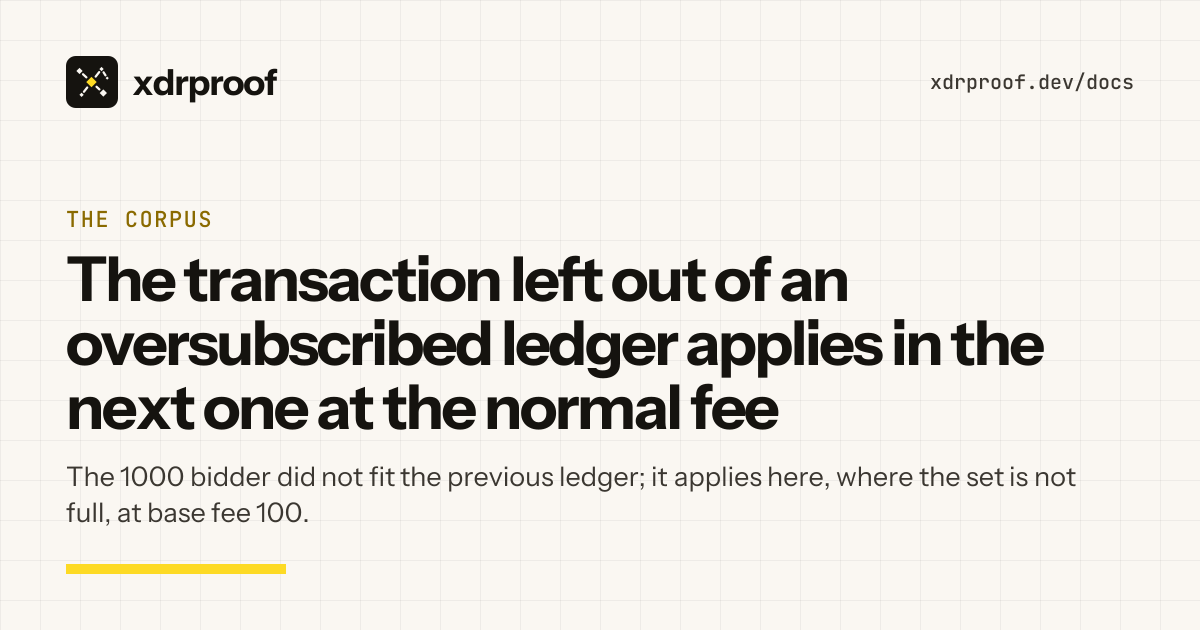 xdrproof
xdrproof.dev/docs
THE CORPUS
The transaction left out of an
oversubscribed ledger applies in the
next one at the normal fee
The 1000 bidder did not fit the previous ledger; it applies here, where the set is not
full, at base fee 100.